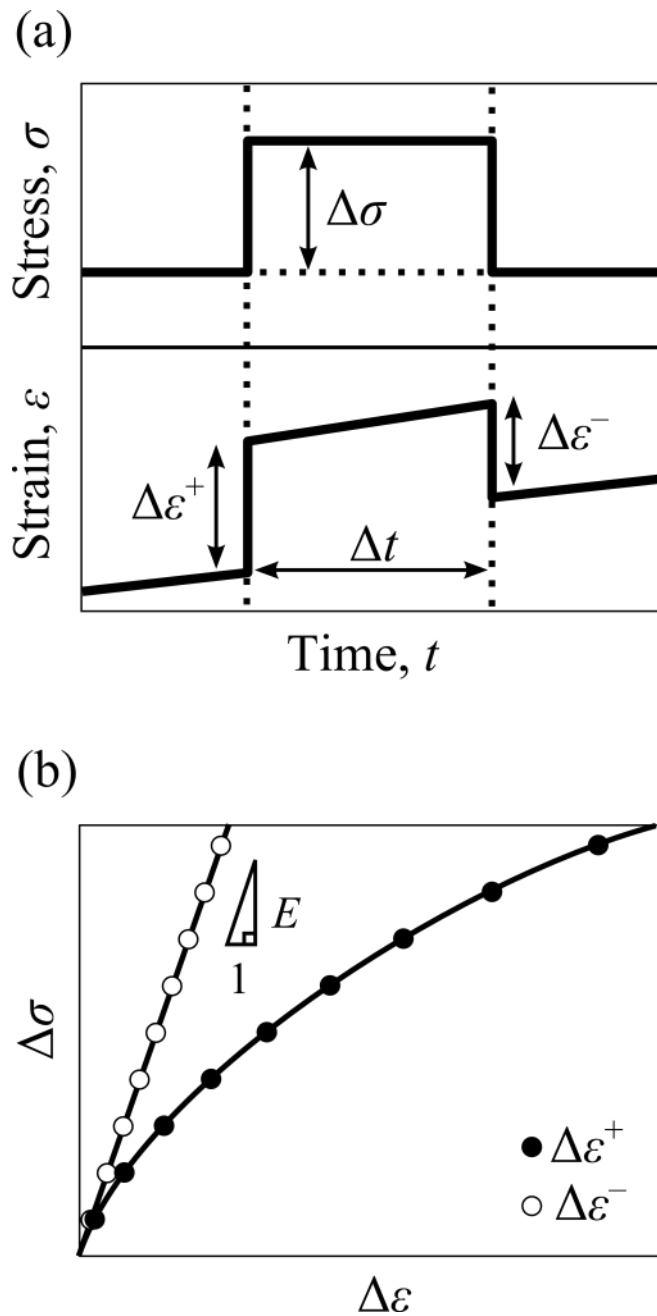 (a)
Stress, σ
Δσ
Strain, ε
Δε⁺
Δε⁻
Δt
Time, t
(b)
Δσ
E
1
Δε⁺
Δε⁻
Δε